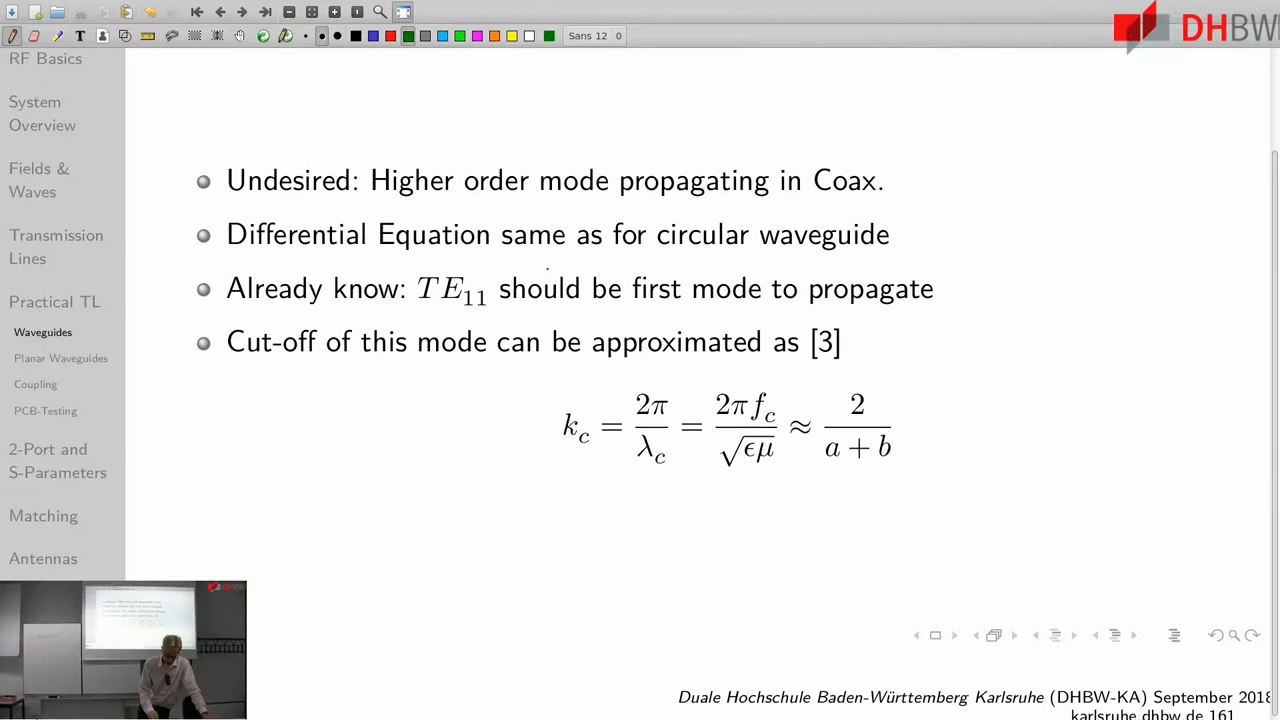 Sans 12 0
DHBW
RF Basics
System
Overview
Fields &
Waves
Transmission
Lines
Practical TL
Waveguides
Planar Waveguides
Coupling
PCB-Testing
2-Port and
S-Parameters
Matching
Antennas
Undesired: Higher order mode propagating in Coax.
Differential Equation same as for circular waveguide
Already know: TE₁₁ should be first mode to propagate
Cut-off of this mode can be approximated as [3]
k_c = 2π/λ_c = 2πf_c/√ϵμ ≈ 2/(a + b)
Duale Hochschule Baden-Württemberg Karlsruhe (DHBW-KA) September 2018
karlsruhe.dhbw.de 161